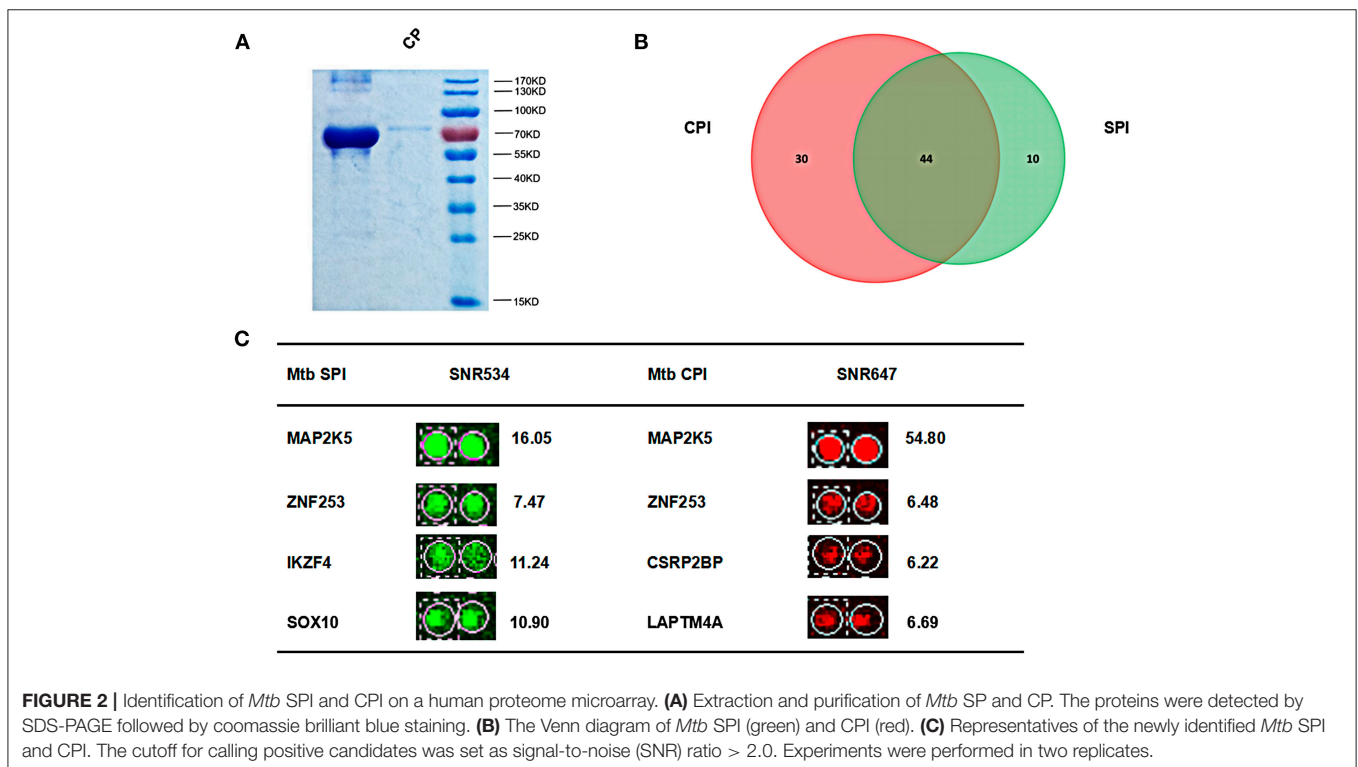 A
CP
170KD
130KD
100KD
70KD
55KD
40KD
35KD
25KD
15KD
B
CPI
30
44
10
SPI
C
Mtb SPI SNR534 Mtb CPI SNR647
MAP2K5 16.05 MAP2K5 54.80
ZNF253 7.47 ZNF253 6.48
IKZF4 11.24 CSRP2BP 6.22
SOX10 10.90 LAPTM4A 6.69
FIGURE 2 | Identification of Mtb SPI and CPI on a human proteome microarray. (A) Extraction and purification of Mtb SP and CP. The proteins were detected by
SDS-PAGE followed by coomassie brilliant blue staining. (B) The Venn diagram of Mtb SPI (green) and CPI (red). (C) Representatives of the newly identified Mtb SPI
and CPI. The cutoff for calling positive candidates was set as signal-to-noise (SNR) ratio > 2.0. Experiments were performed in two replicates.